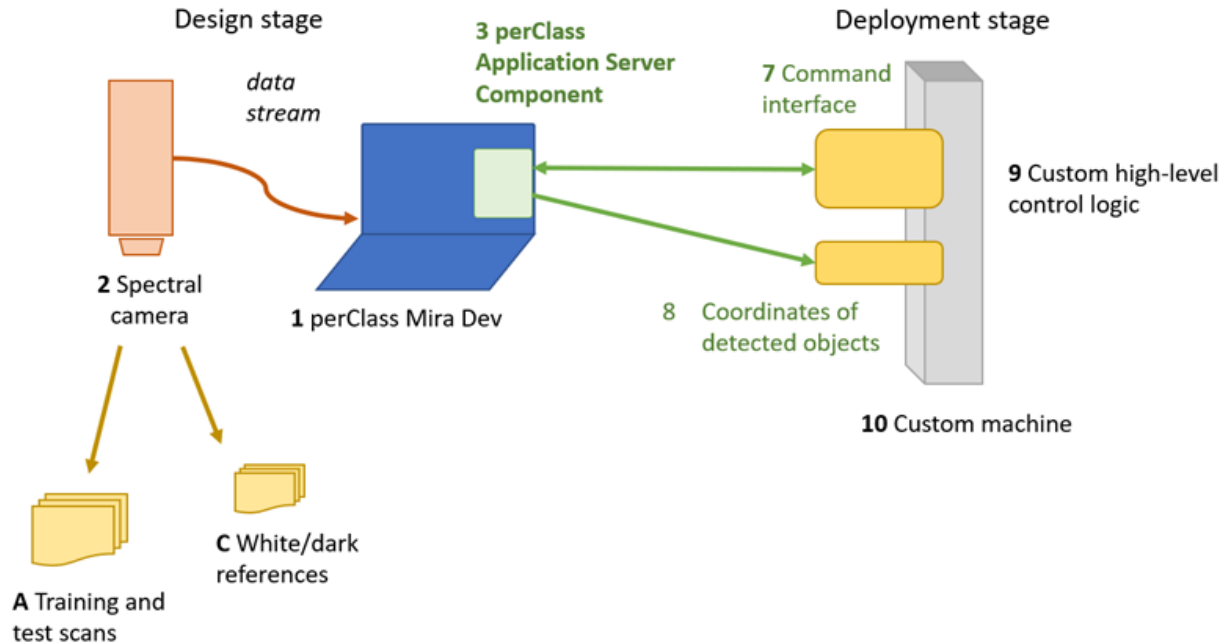 Design stage
Deployment stage
data
stream
3 perClass
Application Server
Component
7 Command
interface
9 Custom high-level
control logic
2 Spectral
camera
1 perClass Mira Dev
8 Coordinates of
detected objects
10 Custom machine
C White/dark
references
A Training and
test scans